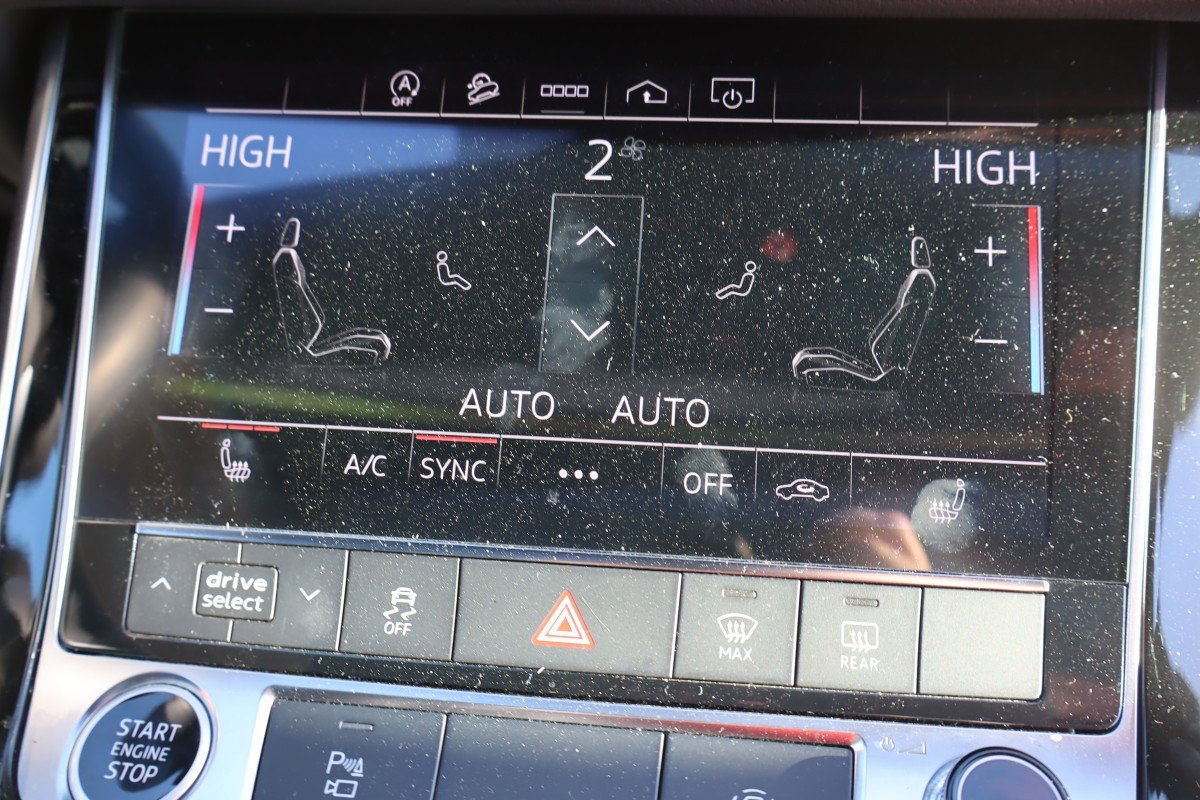 A
OFF
HIGH
2
HIGH
AUTO
AUTO
A/C
SYNC
OFF
drive
select
OFF
MAX
REAR
START
ENGINE
STOP
P